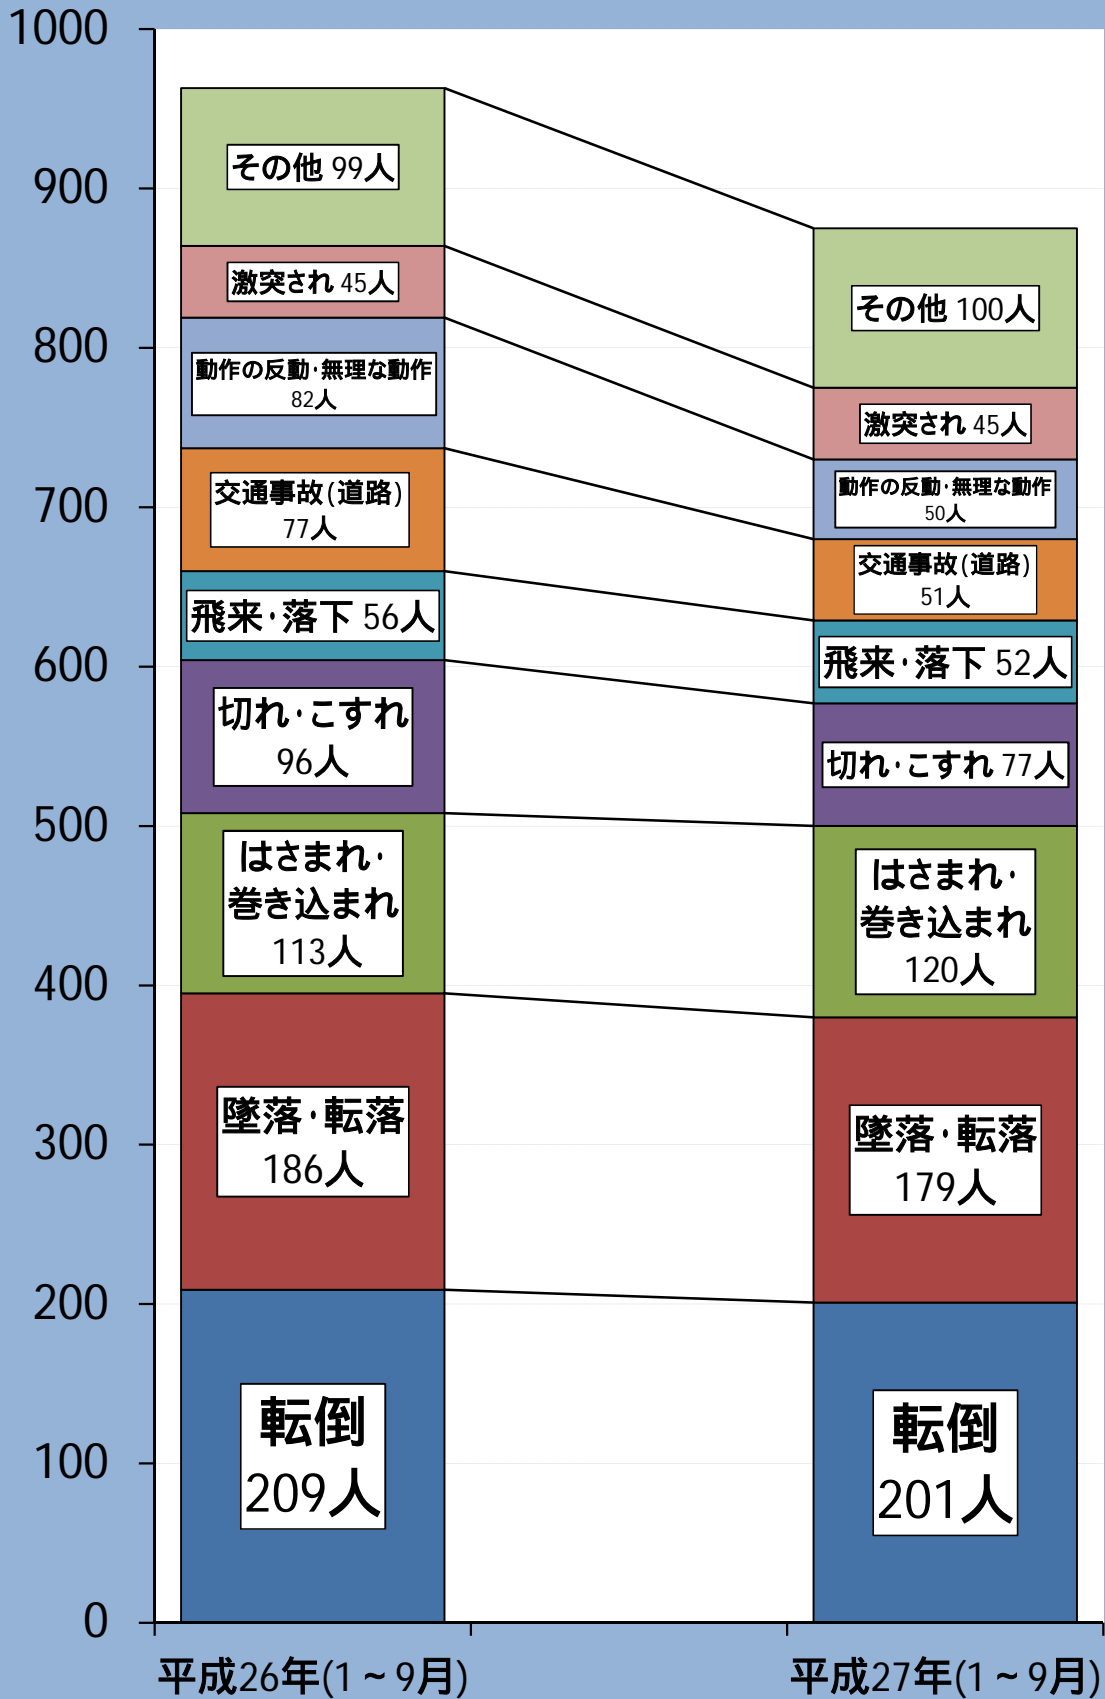 1000
900
800
700
600
500
400
300
200
100
0
その他 99人
激突され 45人
動作の反動･無理な動作
82人
交通事故(道路)
77人
飛来･落下 56人
切れ･こすれ
96人
はさまれ･
巻き込まれ
113人
墜落･転落
186人
転倒
209人
その他 100人
激突され 45人
動作の反動･無理な動作
50人
交通事故(道路)
51人
飛来･落下 52人
切れ･こすれ 77人
はさまれ･
巻き込まれ
120人
墜落･転落
179人
転倒
201人
平成26年(1～9月)
平成27年(1～9月)